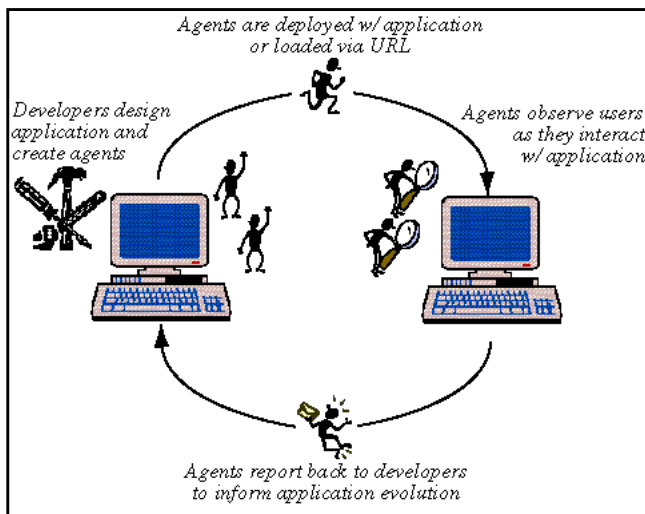 Agents are deployed w/ application
or loaded via URL
Developers design
application and
create agents
Agents observe users
as they interact
w/ application
Agents report back to developers
to inform application evolution